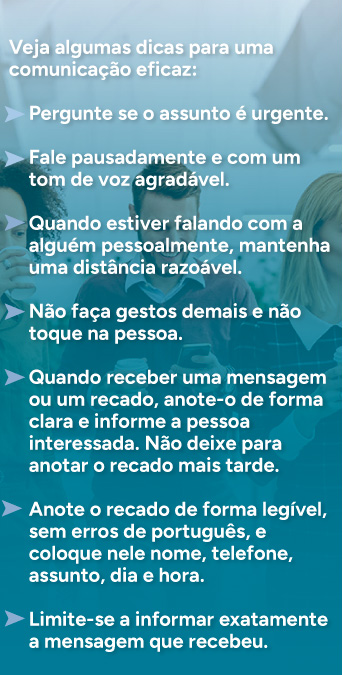 Veja algumas dicas para uma
comunicação eficaz:
Pergunte se o assunto é urgente.
Fale pausadamente e com um
tom de voz agradável.
Quando estiver falando com a
alguém pessoalmente, mantenha
uma distância razoável.
Não faça gestos demais e não
toque na pessoa.
Quando receber uma mensagem
ou um recado, anote-o de forma
clara e informe a pessoa
interessada. Não deixe para
anotar o recado mais tarde.
Anote o recado de forma legível,
sem erros de português, e
coloque nele nome, telefone,
assunto, dia e hora.
Limite-se a informar exatamente
a mensagem que recebeu.